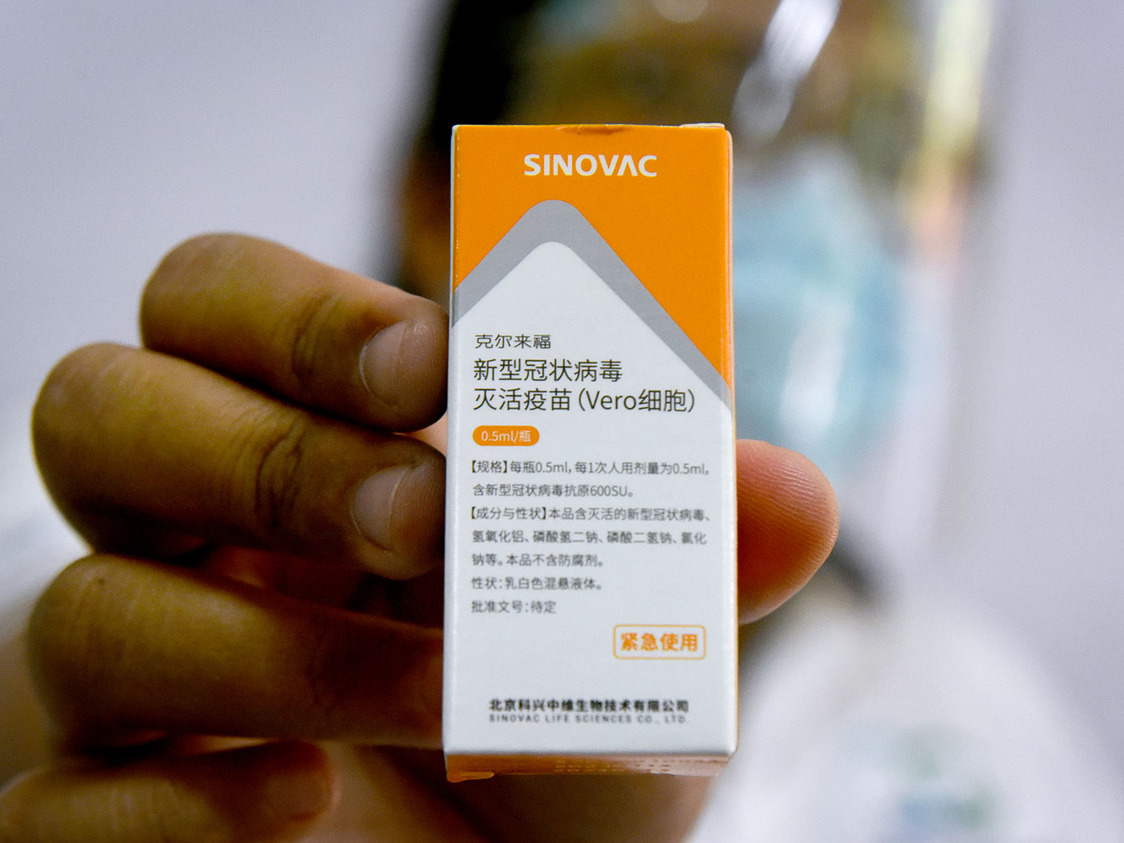 SINOVAC
克尔来福
新型冠状病毒
灭活疫苗(Vero细胞)
0.5ml/瓶
【规格】每瓶0.5ml，每1次人用剂量为0.5ml，
含新型冠状病毒抗原600SU。
【成分与性状】本品含灭活的新型冠状病毒、
氢氧化铝、磷酸氢二钠、磷酸二氢钠、氯化
钠等。本品不含防腐剂。
性状：乳白色混悬液体。
批准文号：待定
紧急使用
北京科兴中维生物技术有限公司
SINOVAC LIFE SCIENCES CO., LTD.